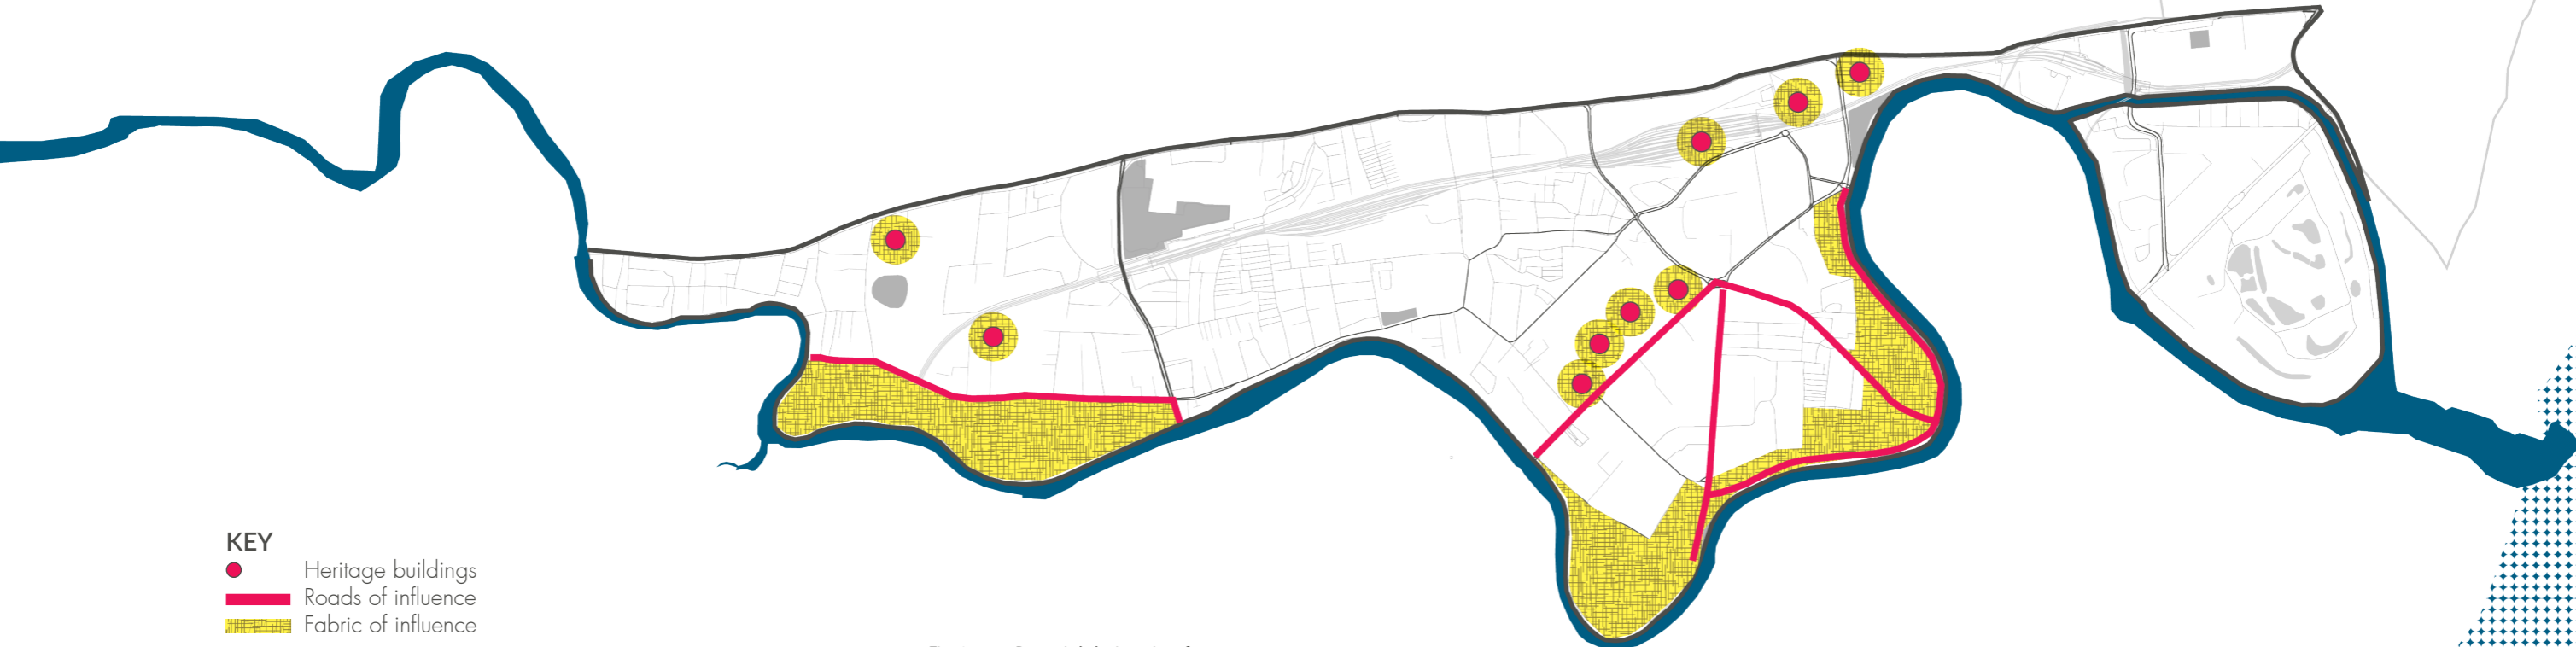 KEY
Heritage buildings
Roads of influence
Fabric of influence